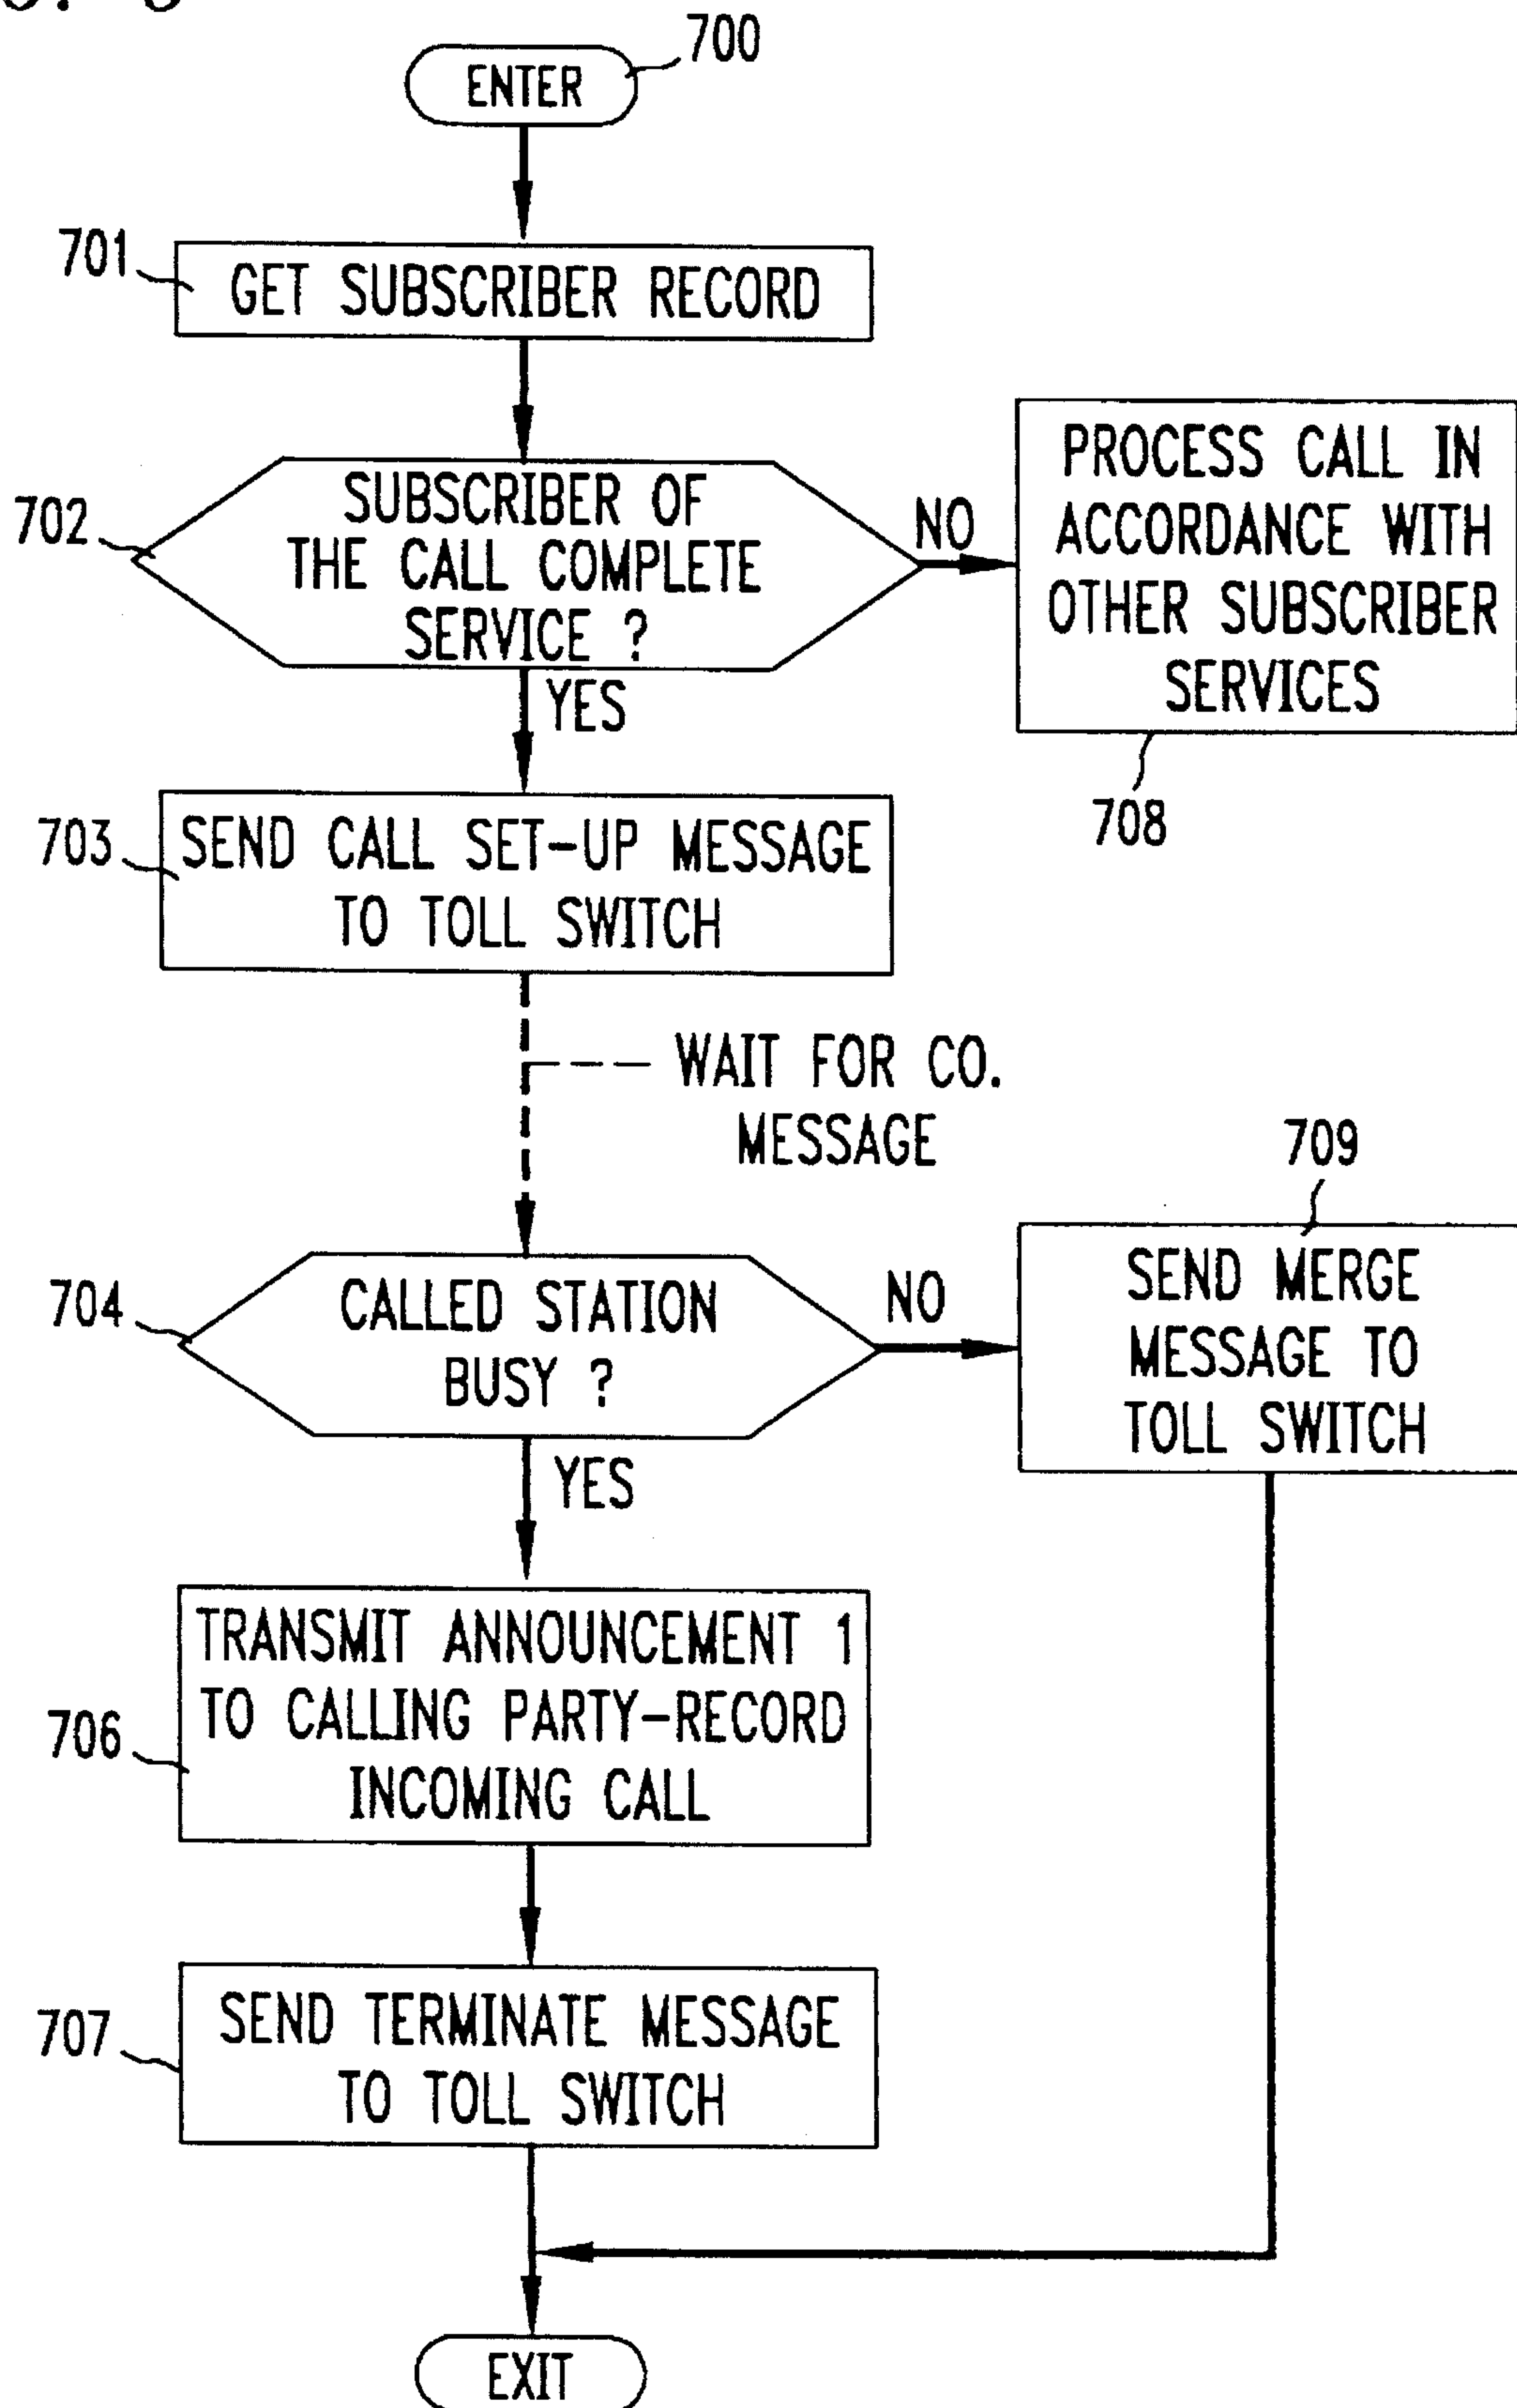 700
ENTER
701
GET SUBSCRIBER RECORD
702
SUBSCRIBER OF
THE CALL COMPLETE
SERVICE ?
NO
PROCESS CALL IN
ACCORDANCE WITH
OTHER SUBSCRIBER
SERVICES
708
YES
703
SEND CALL SET-UP MESSAGE
TO TOLL SWITCH
WAIT FOR CO.
MESSAGE
704
CALLED STATION
BUSY ?
NO
709
SEND MERGE
MESSAGE TO
TOLL SWITCH
YES
706
TRANSMIT ANNOUNCEMENT 1
TO CALLING PARTY-RECORD
INCOMING CALL
707
SEND TERMINATE MESSAGE
TO TOLL SWITCH
EXIT